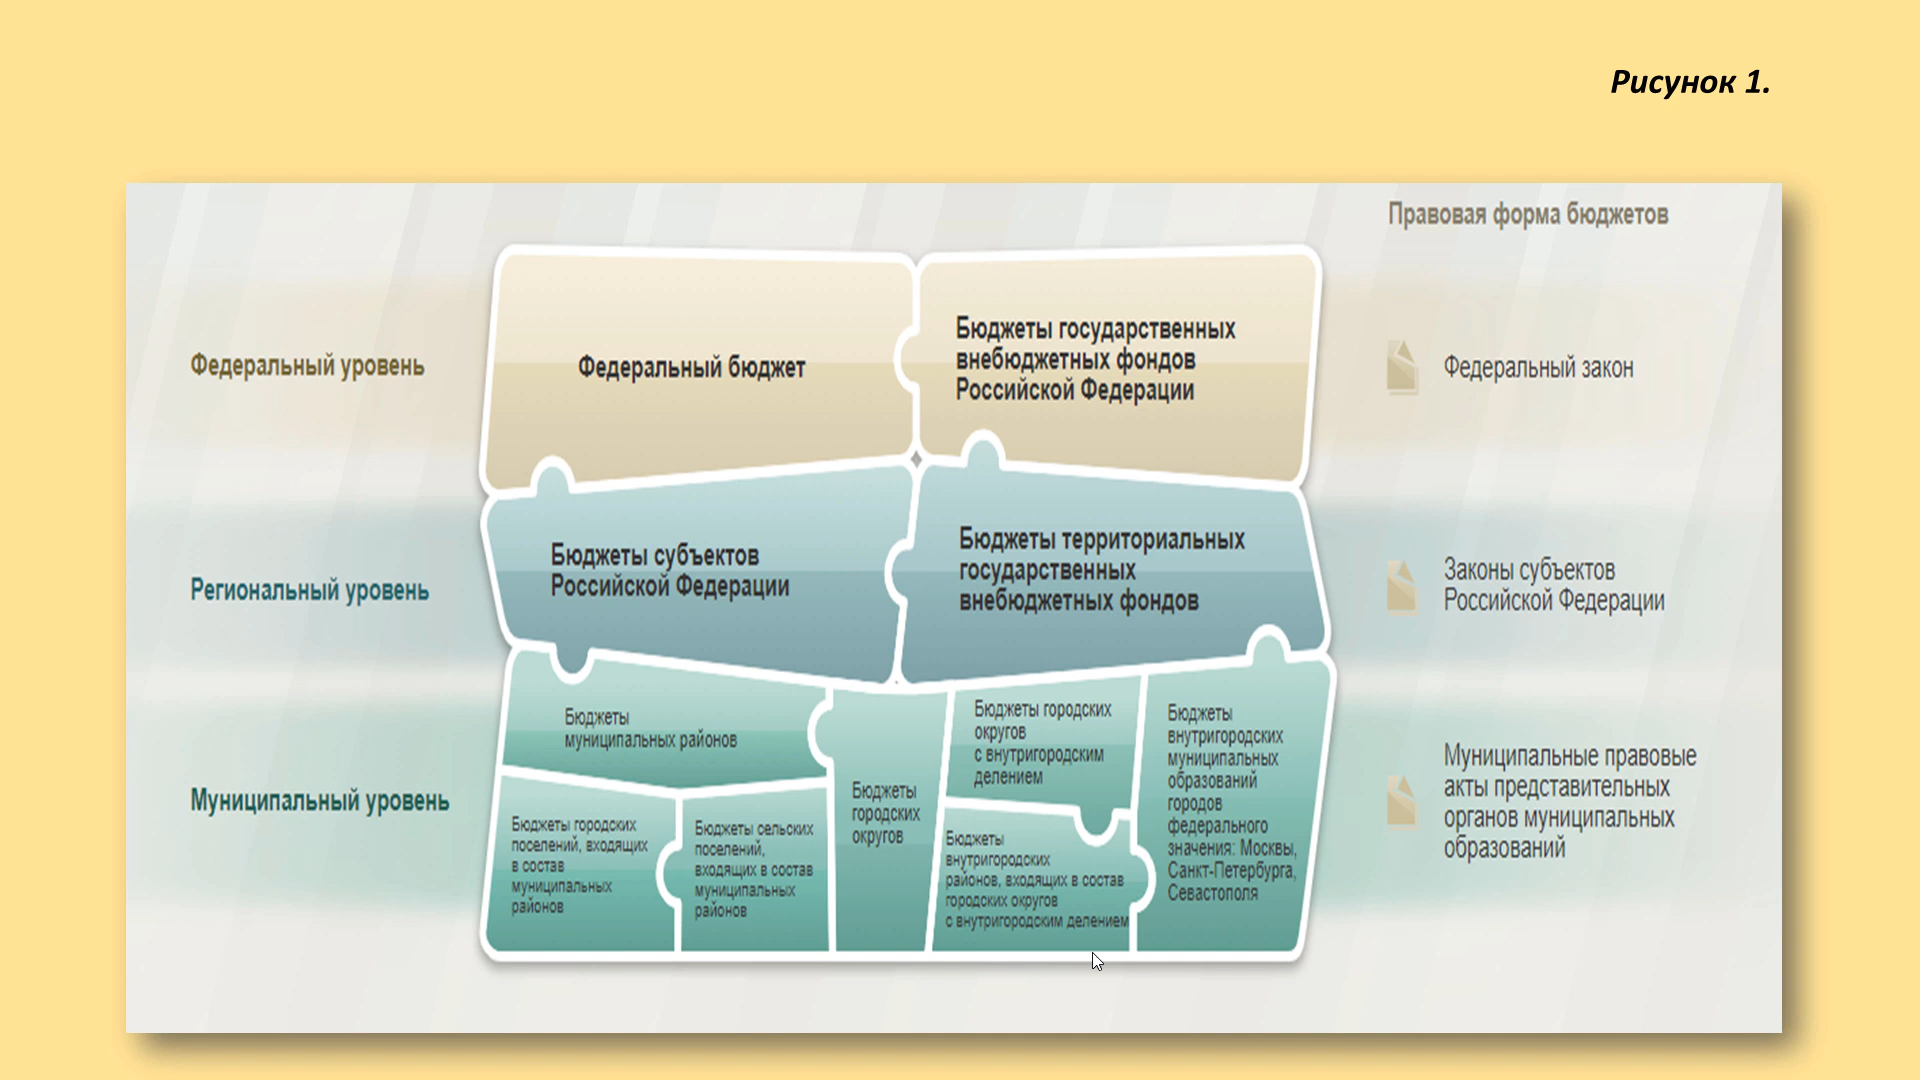 Рисунок 1.
Правовая форма бюджетов
Федеральный уровень
Федеральный бюджет
Бюджеты государственных
внебюджетных фондов
Российской Федерации
Федеральный закон
Региональный уровень
Бюджеты субъектов
Российской Федерации
Бюджеты территориальных
государственных
внебюджетных фондов
Законы субъектов
Российской Федерации
Муниципальный уровень
Бюджеты
муниципальных районов
Бюджеты городских
поселений, входящих
в состав
муниципальных
районов
Бюджеты сельских
поселений,
входящих в состав
муниципальных
районов
Бюджеты
городских
округов
Бюджеты городских
округов
с внутригородским
делением
Бюджеты
внутригородских
районов, входящих в состав
городских округов
с внутригородским делением
Бюджеты
внутригородских
муниципальных
образований
городов
федерального
значения: Москвы,
Санкт-Петербурга,
Севастополя
Муниципальные правовые
акты представительных
органов муниципальных
образований